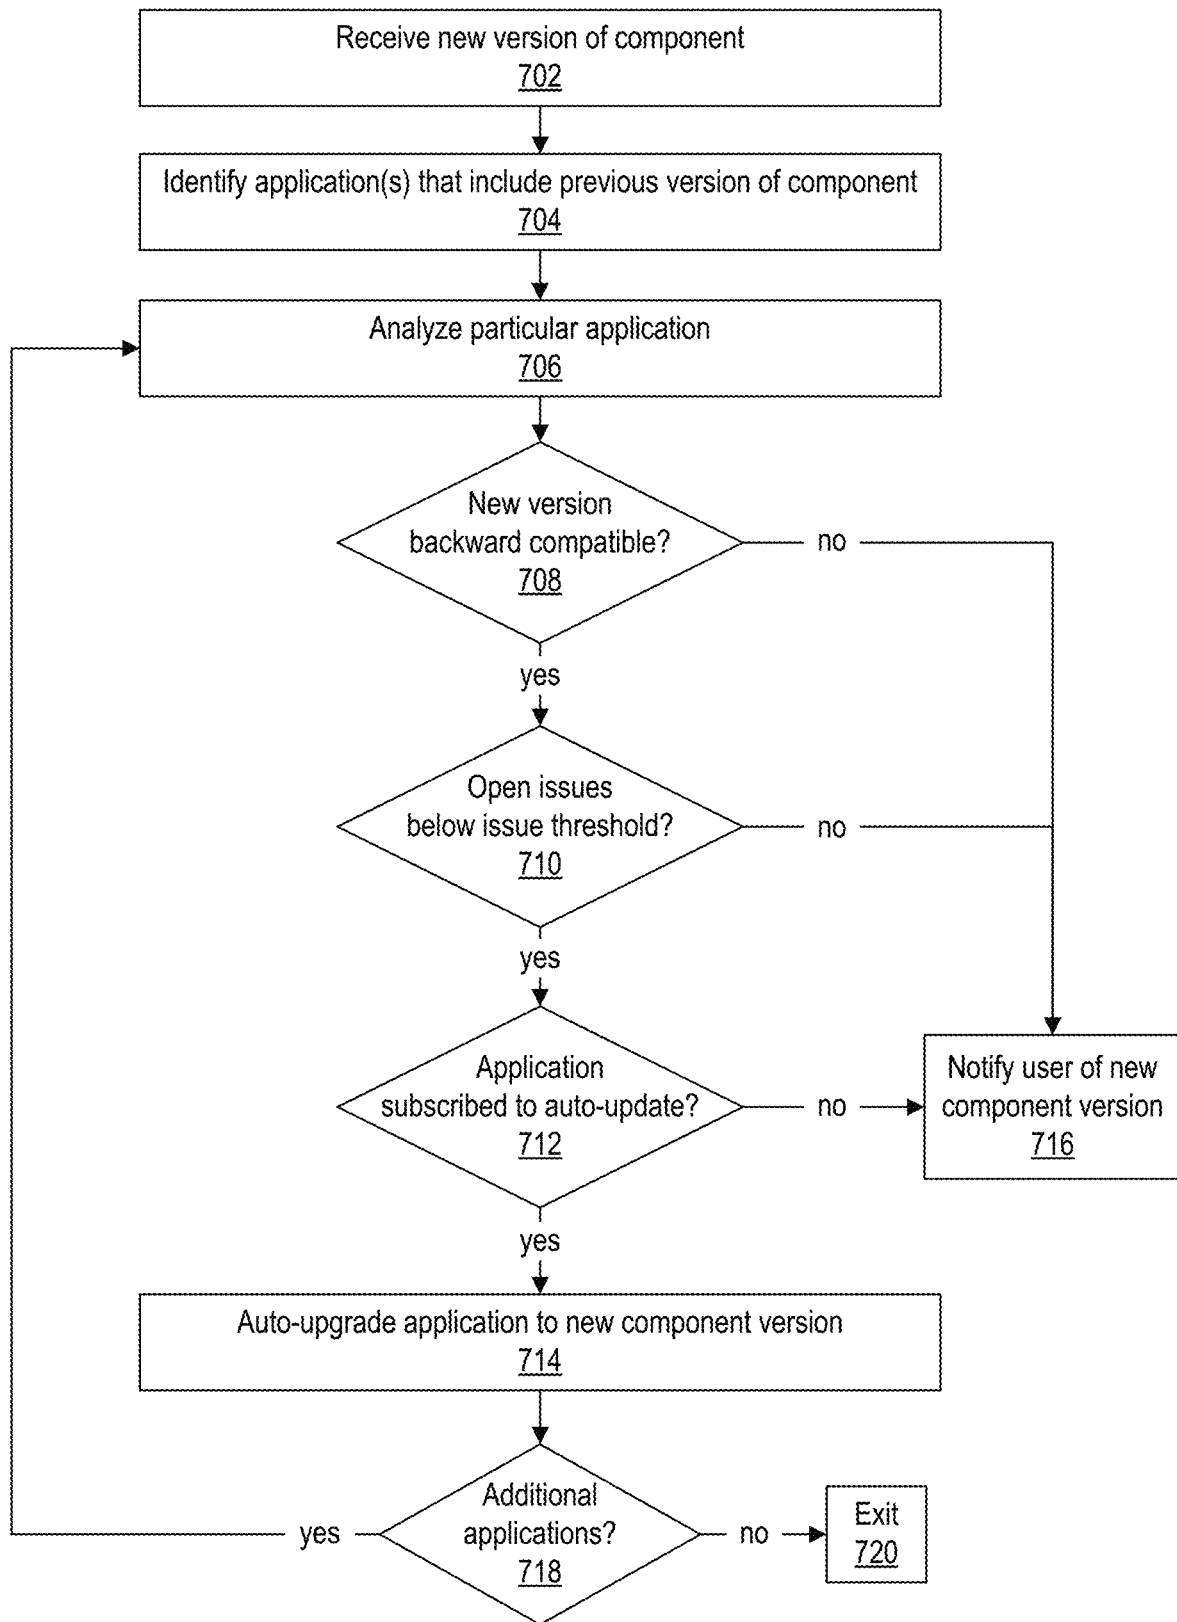 Receive new version of component
702
Identify application(s) that include previous version of component
704
Analyze particular application
706
New version
backward compatible?
708
no
yes
Open issues
below issue threshold?
710
no
yes
Application
subscribed to auto-update?
712
no
Notify user of new
component version
716
yes
Auto-upgrade application to new component version
714
Additional
applications?
718
yes
no
Exit
720